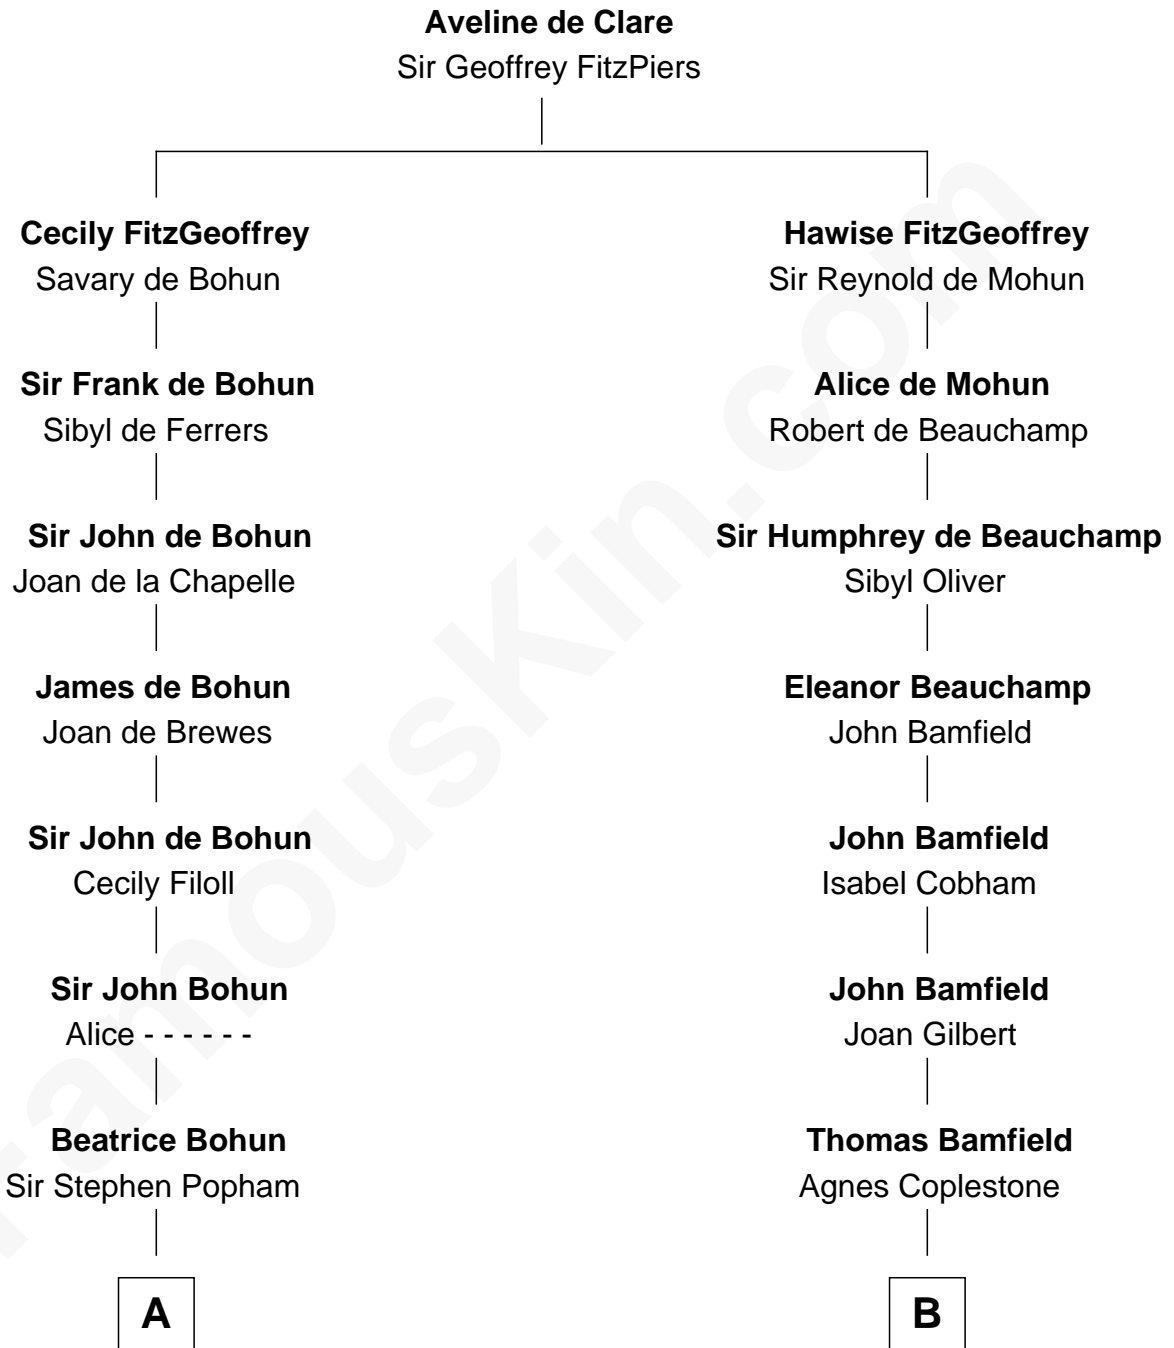 Aveline de Clare
Sir Geoffrey FitzPiers
Cecily FitzGeoffrey
Savary de Bohun
Hawise FitzGeoffrey
Sir Reynold de Mohun
Sir Frank de Bohun
Sibyl de Ferrers
Alice de Mohun
Robert de Beauchamp
Sir John de Bohun
Joan de la Chapelle
Sir Humphrey de Beauchamp
Sibyl Oliver
James de Bohun
Joan de Brewes
Eleanor Beauchamp
John Bamfield
Sir John de Bohun
Cecily Filoll
John Bamfield
Isabel Cobham
Sir John Bohun
Alice - - - - - -
John Bamfield
Joan Gilbert
Beatrice Bohun
Sir Stephen Popham
Thomas Bamfield
Agnes Coplestone
A
B
FamousKin.com